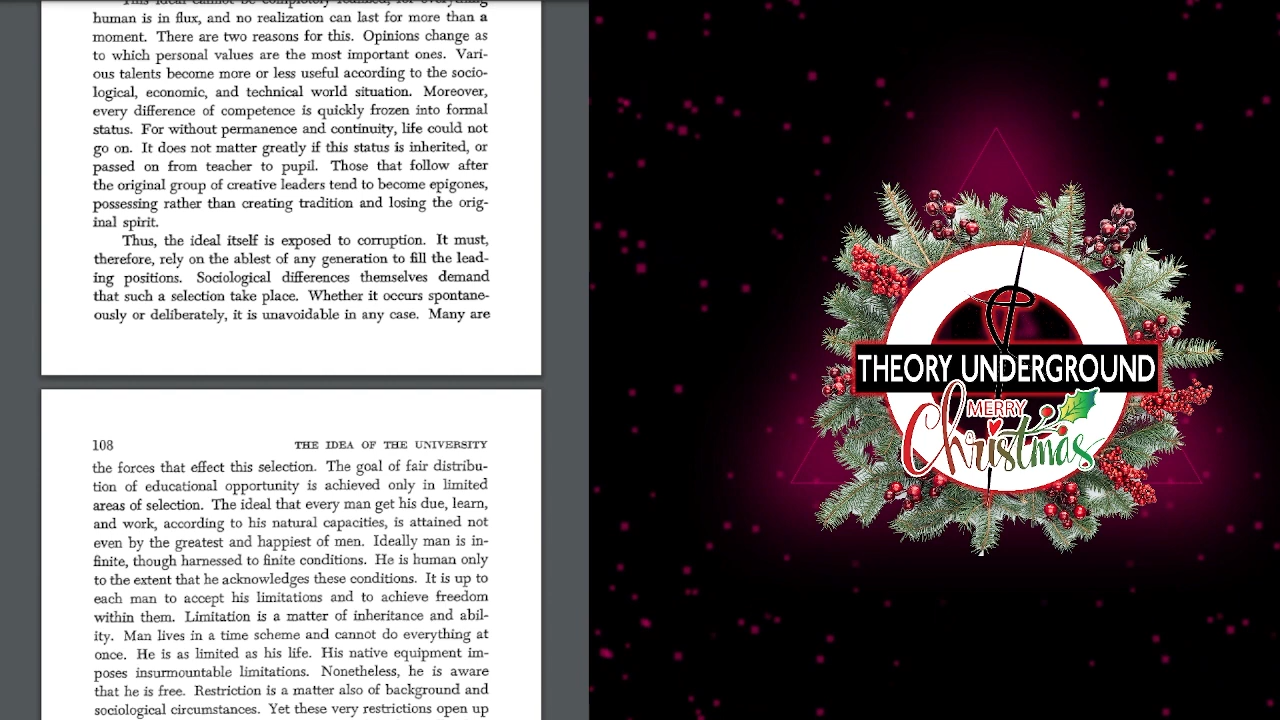 This ideal cannot be completely realized, for everything
human is in flux, and no realization can last for more than a
moment. There are two reasons for this. Opinions change as
to which personal values are the most important ones. Vari-
ous talents become more or less useful according to the socio-
logical, economic, and technical world situation. Moreover,
every difference of competence is quickly frozen into formal
status. For without permanence and continuity, life could not
go on. It does not matter greatly if this status is inherited, or
passed on from teacher to pupil. Those that follow after
the original group of creative leaders tend to become epigones,
possessing rather than creating tradition and losing the orig-
inal spirit.
Thus, the ideal itself is exposed to corruption. It must,
therefore, rely on the ablest of any generation to fill the lead-
ing positions. Sociological differences themselves demand
that such a selection take place. Whether it occurs spontane-
ously or deliberately, it is unavoidable in any case. Many are
108 THE IDEA OF THE UNIVERSITY
the forces that effect this selection. The goal of fair distribu-
tion of educational opportunity is achieved only in limited
areas of selection. The ideal that every man get his due, learn,
and work, according to his natural capacities, is attained not
even by the greatest and happiest of men. Ideally man is in-
finite, though harnessed to finite conditions. He is human only
to the extent that he acknowledges these conditions. It is up to
each man to accept his limitations and to achieve freedom
within them. Limitation is a matter of inheritance and abil-
ity. Man lives in a time scheme and cannot do everything at
once. He is as limited as his life. His native equipment im-
poses insurmountable limitations. Nonetheless, he is aware
that he is free. Restriction is a matter also of background and
sociological circumstances. Yet these very restrictions open up
THEORY UNDERGROUND
MERRY
Christmas